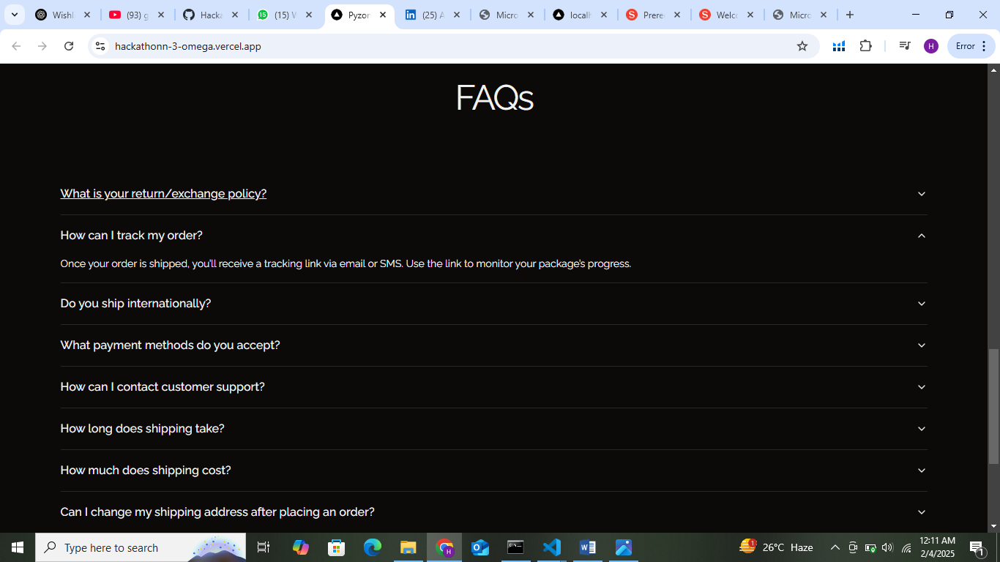 Wishl
(93) g
Hacka
(15) W
Pyzor
(25) A
Micro
localh
Prere
Welco
Micro
hackathonn-3-omega.vercel.app
H
Error
FAQs
What is your return/exchange policy?
How can I track my order?
Once your order is shipped, you'll receive a tracking link via email or SMS. Use the link to monitor your package's progress.
Do you ship internationally?
What payment methods do you accept?
How can I contact customer support?
How long does shipping take?
How much does shipping cost?
Can I change my shipping address after placing an order?
Type here to search
1
26°C Haze
12:11 AM
2/4/2025
1